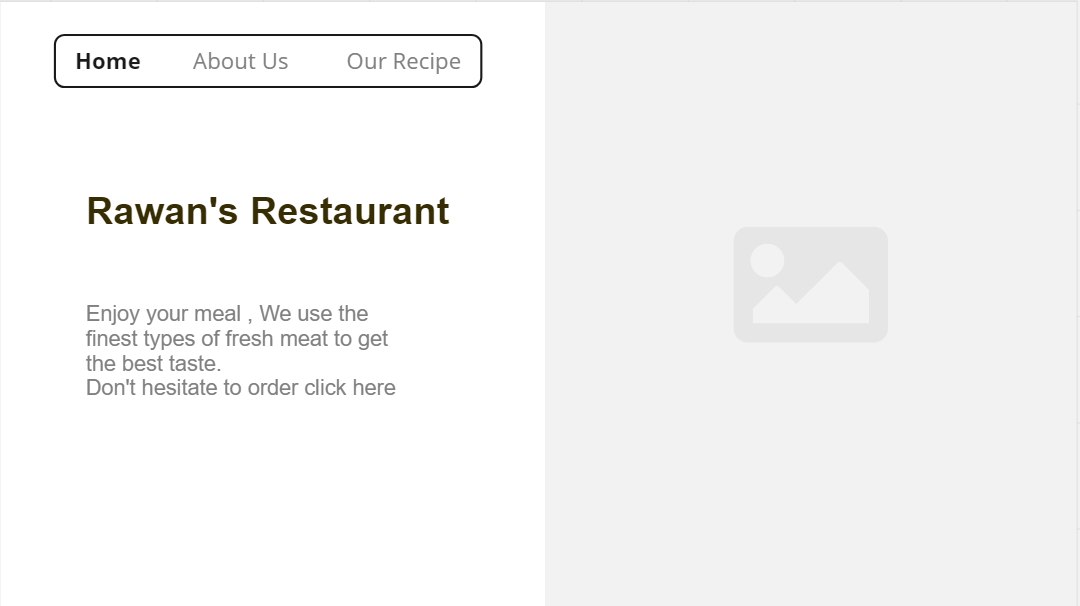 Home About Us Our Recipe
Rawan's Restaurant
Enjoy your meal , We use the
finest types of fresh meat to get
the best taste.
Don't hesitate to order click here